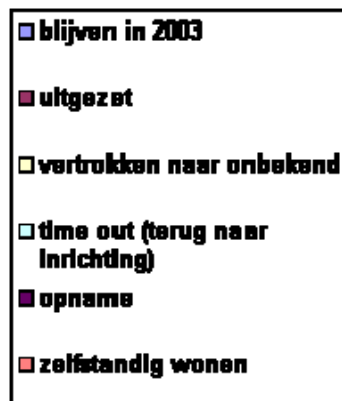 blijven in 2003
uitgezet
vertrokken naar onbekend
time out (terug naar
inrichting)
opname
zelfstandig wonen